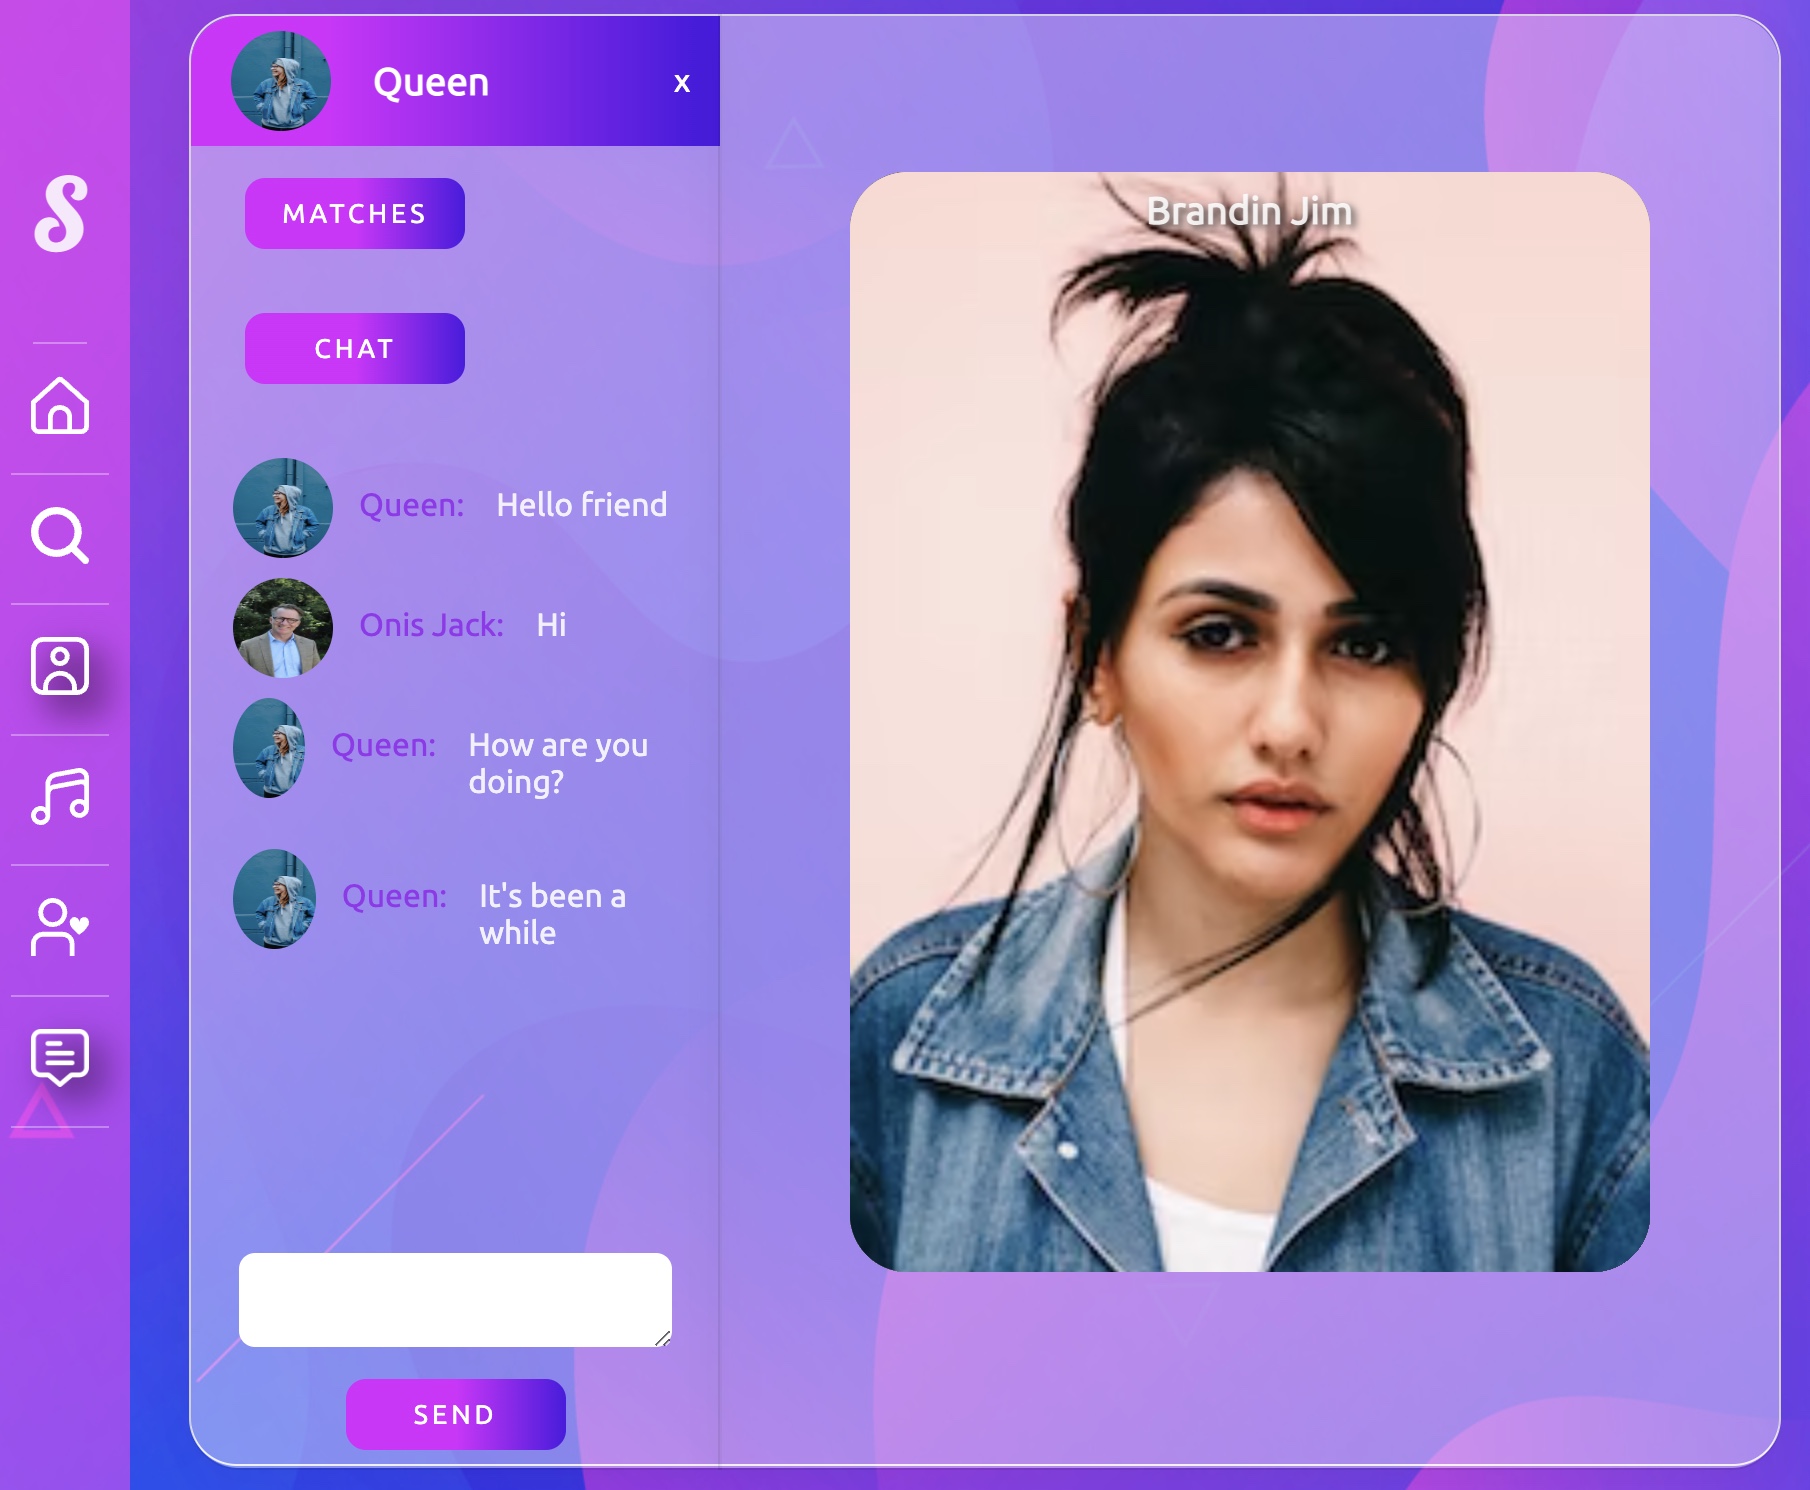 Queen
x
S
MATCHES
CHAT
Queen: Hello friend
Onis Jack: Hi
Queen: How are you
doing?
Queen: It's been a
while
SEND
Brandin Jim